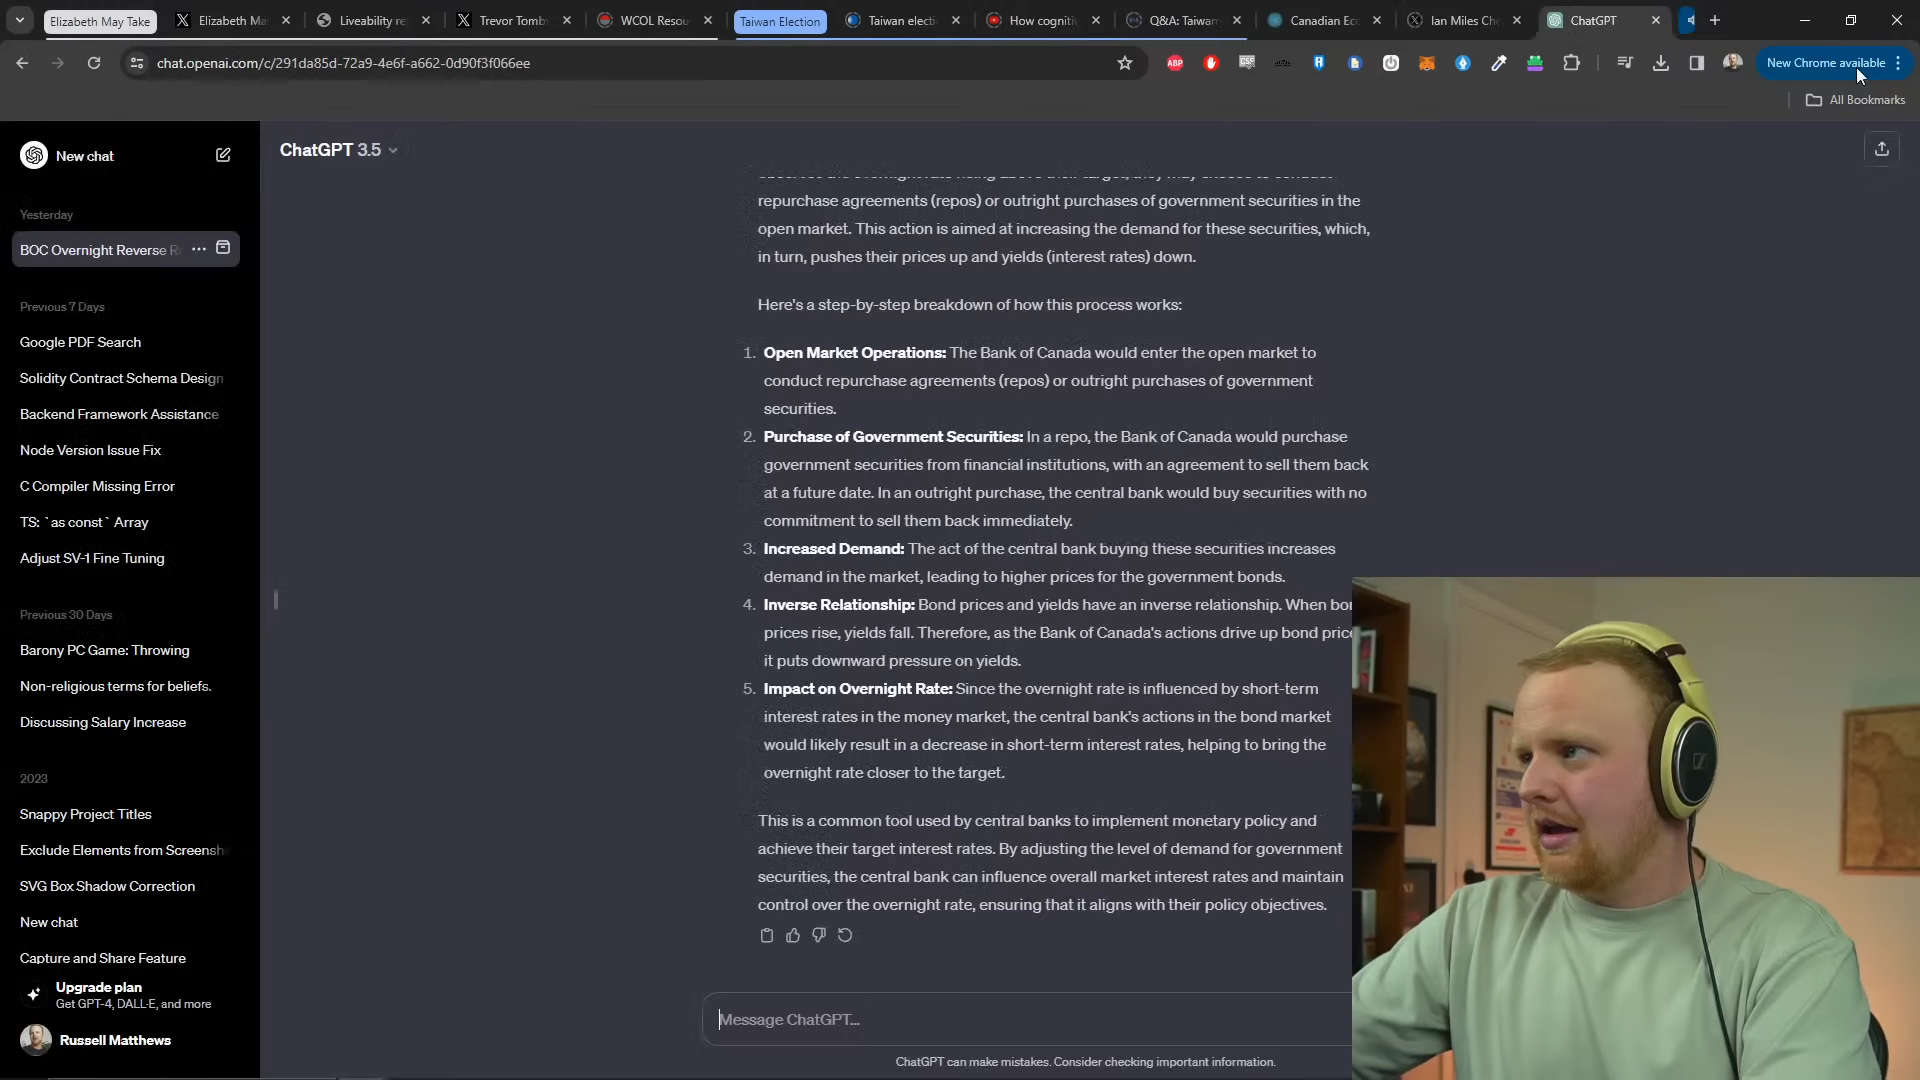 Elizabeth May Take
Elizabeth Ma
Liveability re
Trevor Tomb
WCOL Resou
Taiwan Election
Taiwan electi
How cogniti
Q&A: Taiwan
Canadian Eco
Ian Miles Che
ChatGPT
chat.openai.com/c/291da85d-72a9-4e6f-a662-0d90f3f066ee
ABP
CSS
New Chrome available
All Bookmarks
New chat
ChatGPT 3.5
Yesterday
BOC Overnight Reverse R
Previous 7 Days
Google PDF Search
Solidity Contract Schema Design
Backend Framework Assistance
Node Version Issue Fix
C Compiler Missing Error
TS: `as const` Array
Adjust SV-1 Fine Tuning
Previous 30 Days
Barony PC Game: Throwing
Non-religious terms for beliefs.
Discussing Salary Increase
2023
Snappy Project Titles
Exclude Elements from Screensh
SVG Box Shadow Correction
New chat
Capture and Share Feature
Upgrade plan
Get GPT-4, DALL·E, and more
Russell Matthews
repurchase agreements (repos) or outright purchases of government securities in the
open market. This action is aimed at increasing the demand for these securities, which,
in turn, pushes their prices up and yields (interest rates) down.
Here's a step-by-step breakdown of how this process works:
1. Open Market Operations: The Bank of Canada would enter the open market to
conduct repurchase agreements (repos) or outright purchases of government
securities.
2. Purchase of Government Securities: In a repo, the Bank of Canada would purchase
government securities from financial institutions, with an agreement to sell them back
at a future date. In an outright purchase, the central bank would buy securities with no
commitment to sell them back immediately.
3. Increased Demand: The act of the central bank buying these securities increases
demand in the market, leading to higher prices for the government bonds.
4. Inverse Relationship: Bond prices and yields have an inverse relationship. When bon
prices rise, yields fall. Therefore, as the Bank of Canada's actions drive up bond price
it puts downward pressure on yields.
5. Impact on Overnight Rate: Since the overnight rate is influenced by short-term
interest rates in the money market, the central bank's actions in the bond market
would likely result in a decrease in short-term interest rates, helping to bring the
overnight rate closer to the target.
This is a common tool used by central banks to implement monetary policy and
achieve their target interest rates. By adjusting the level of demand for government
securities, the central bank can influence overall market interest rates and maintain
control over the overnight rate, ensuring that it aligns with their policy objectives.
Message ChatGPT...
ChatGPT can make mistakes. Consider checking important information.